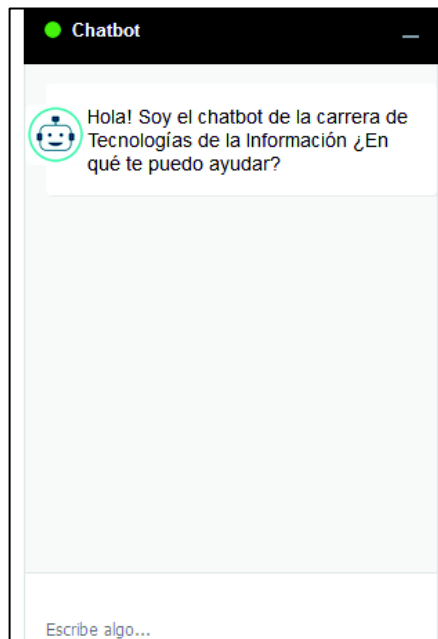 Chatbot
Hola! Soy el chatbot de la carrera de
Tecnologías de la Información ¿En
qué te puedo ayudar?
Escribe algo...